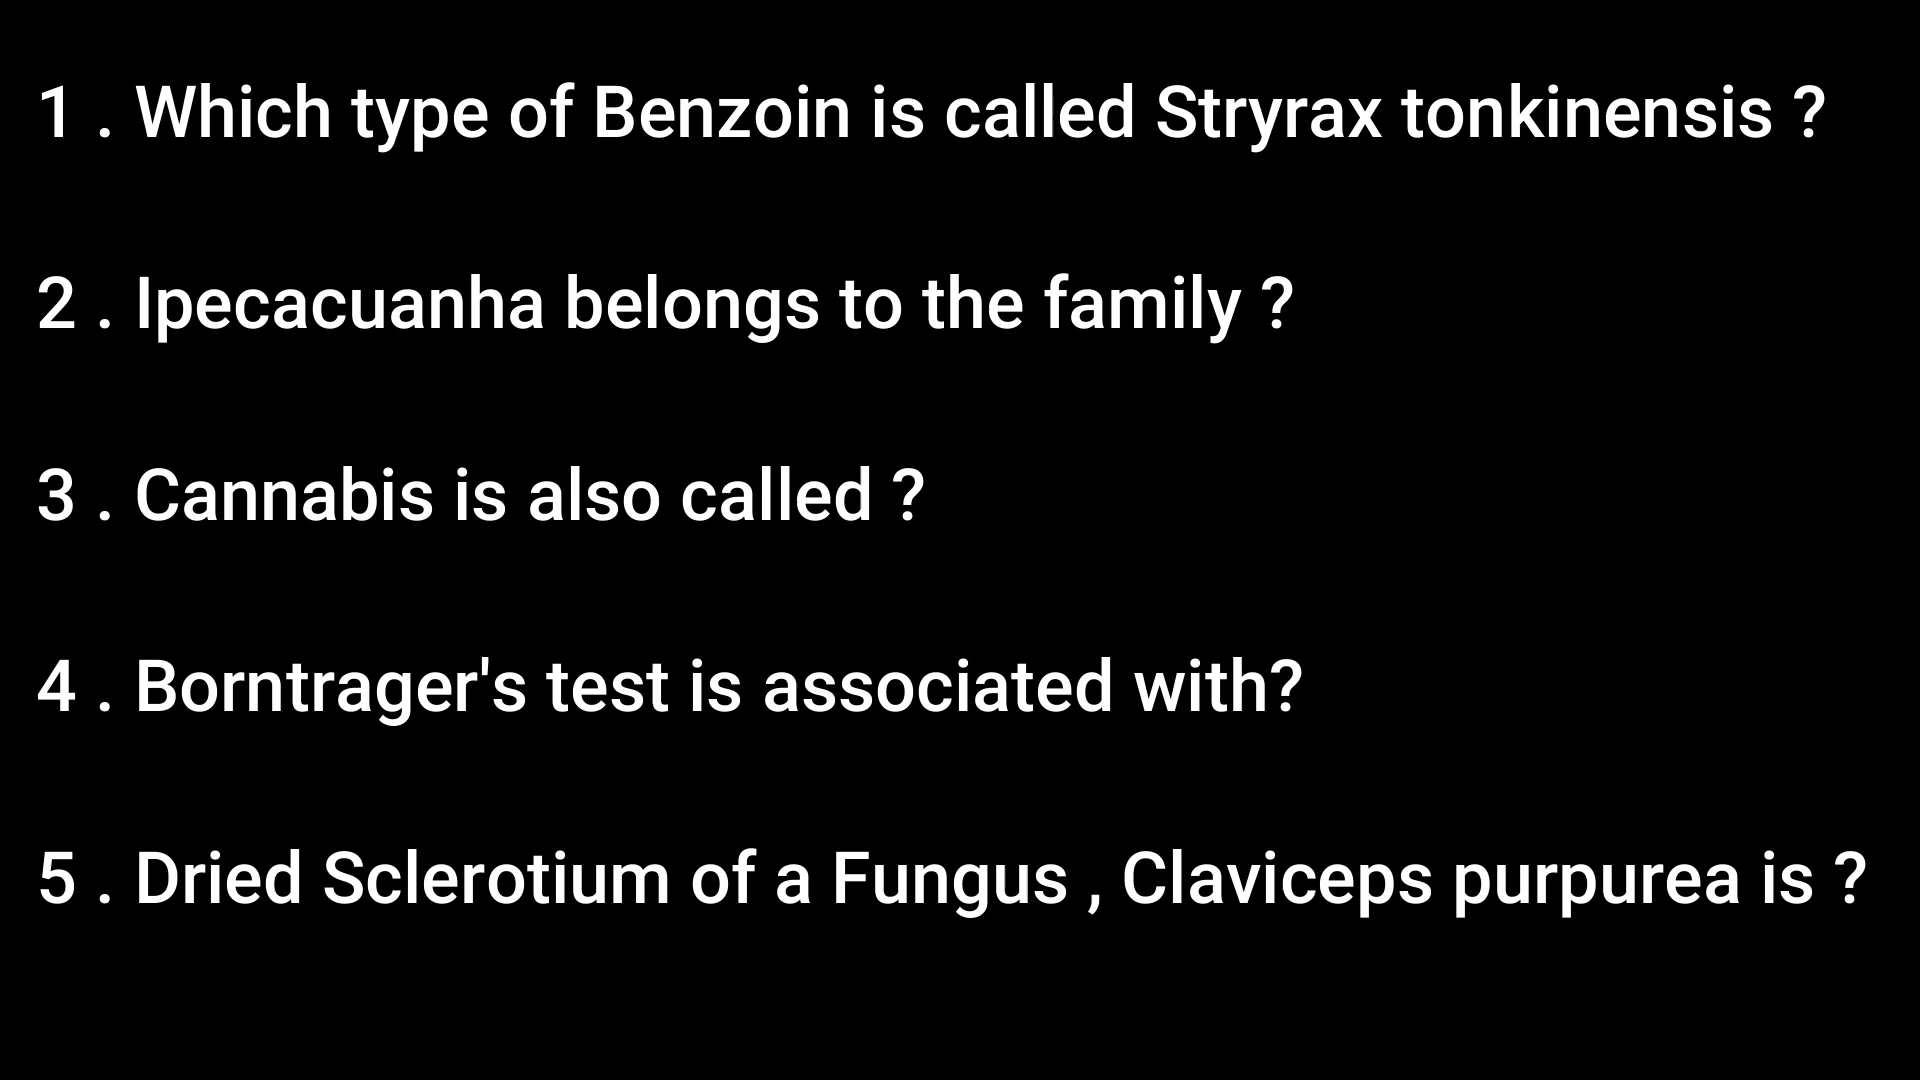 1 . Which type of Benzoin is called Stryrax tonkinensis ?
2 . Ipecacuanha belongs to the family ?
3 . Cannabis is also called ?
4 . Borntrager's test is associated with?
5 . Dried Sclerotium of a Fungus , Claviceps purpurea is ?